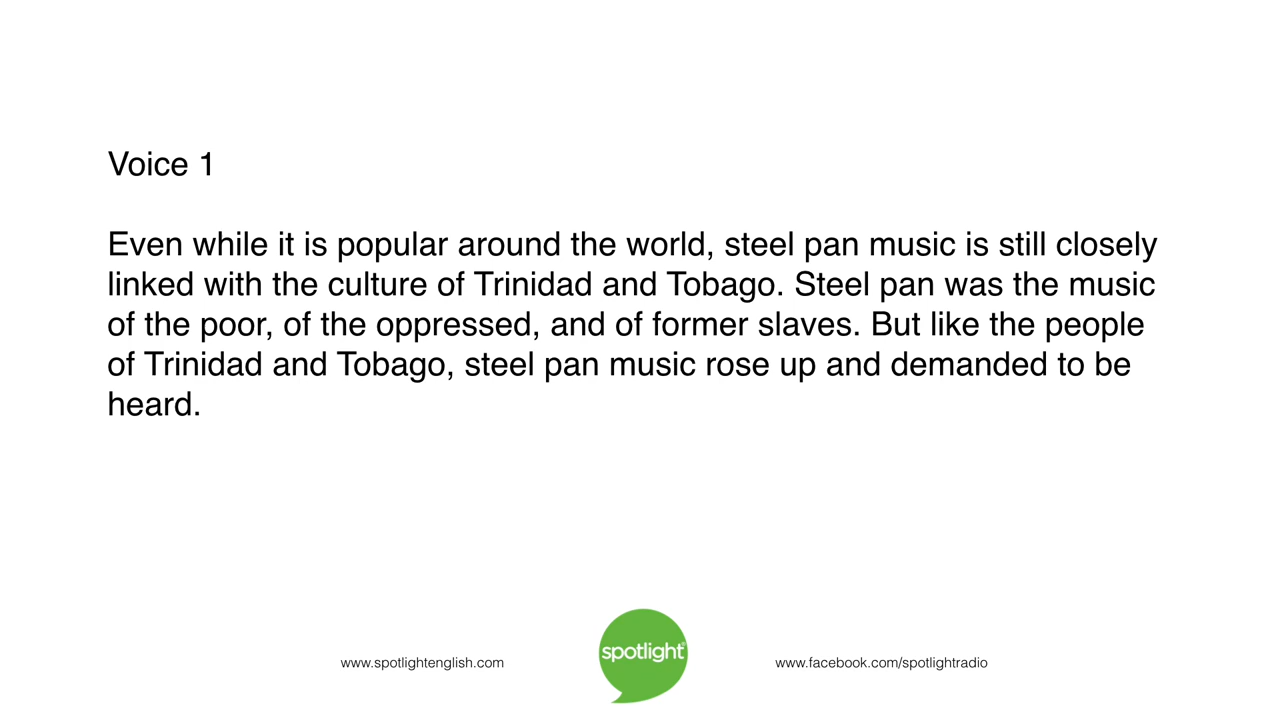 Voice 1
Even while it is popular around the world, steel pan music is still closely
linked with the culture of Trinidad and Tobago. Steel pan was the music
of the poor, of the oppressed, and of former slaves. But like the people
of Trinidad and Tobago, steel pan music rose up and demanded to be
heard.
www.spotlightenglish.com
spotlight®
www.facebook.com/spotlightradio